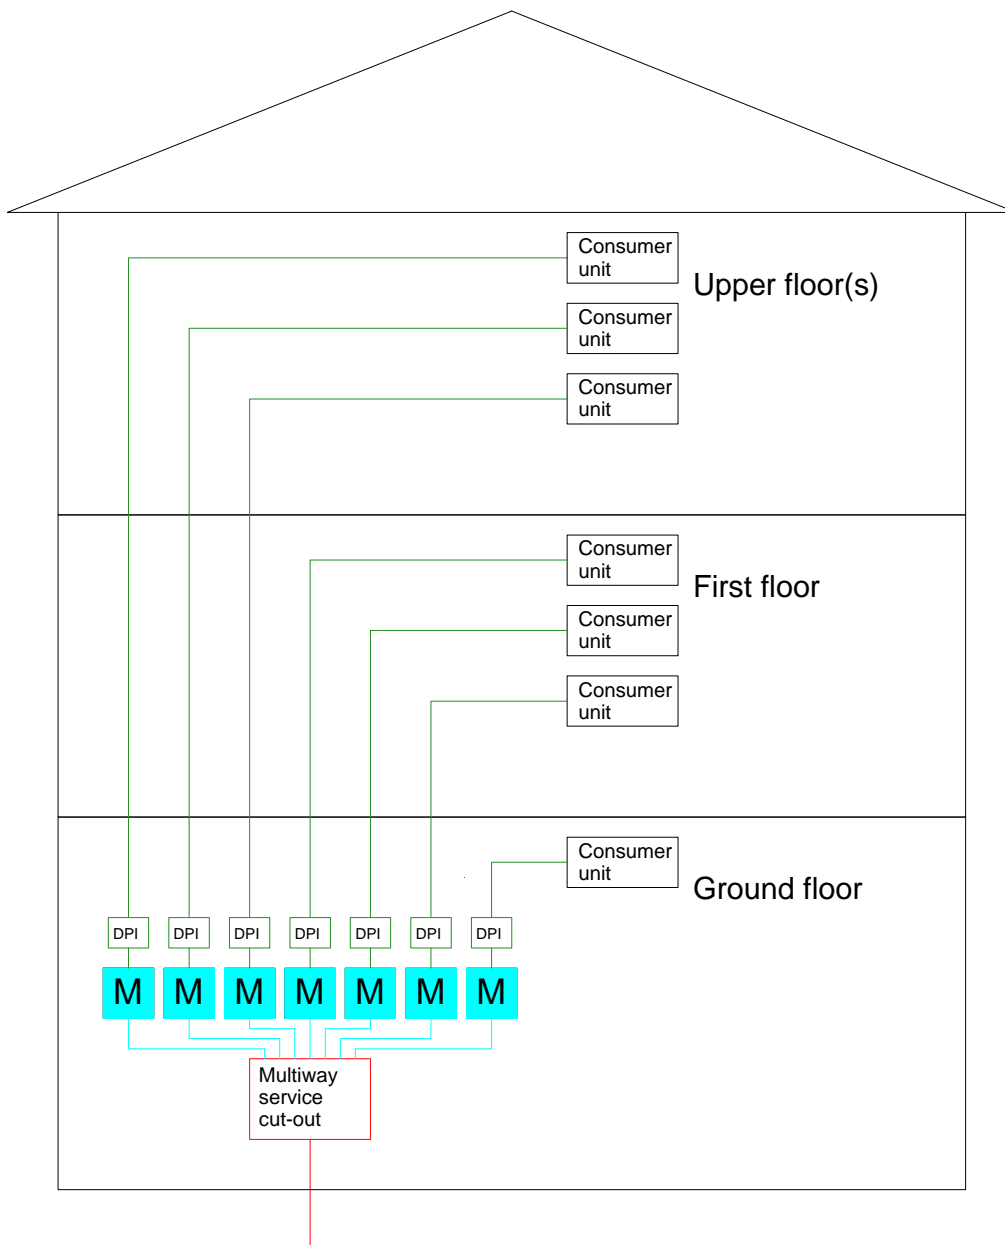 Consumer
unit
Upper floor(s)
Consumer
unit
Consumer
unit
Consumer
unit
First floor
Consumer
unit
Consumer
unit
Consumer
unit
Ground floor
DPI DPI DPI DPI DPI DPI DPI
M M M M M M M
Multiway
service
cut-out